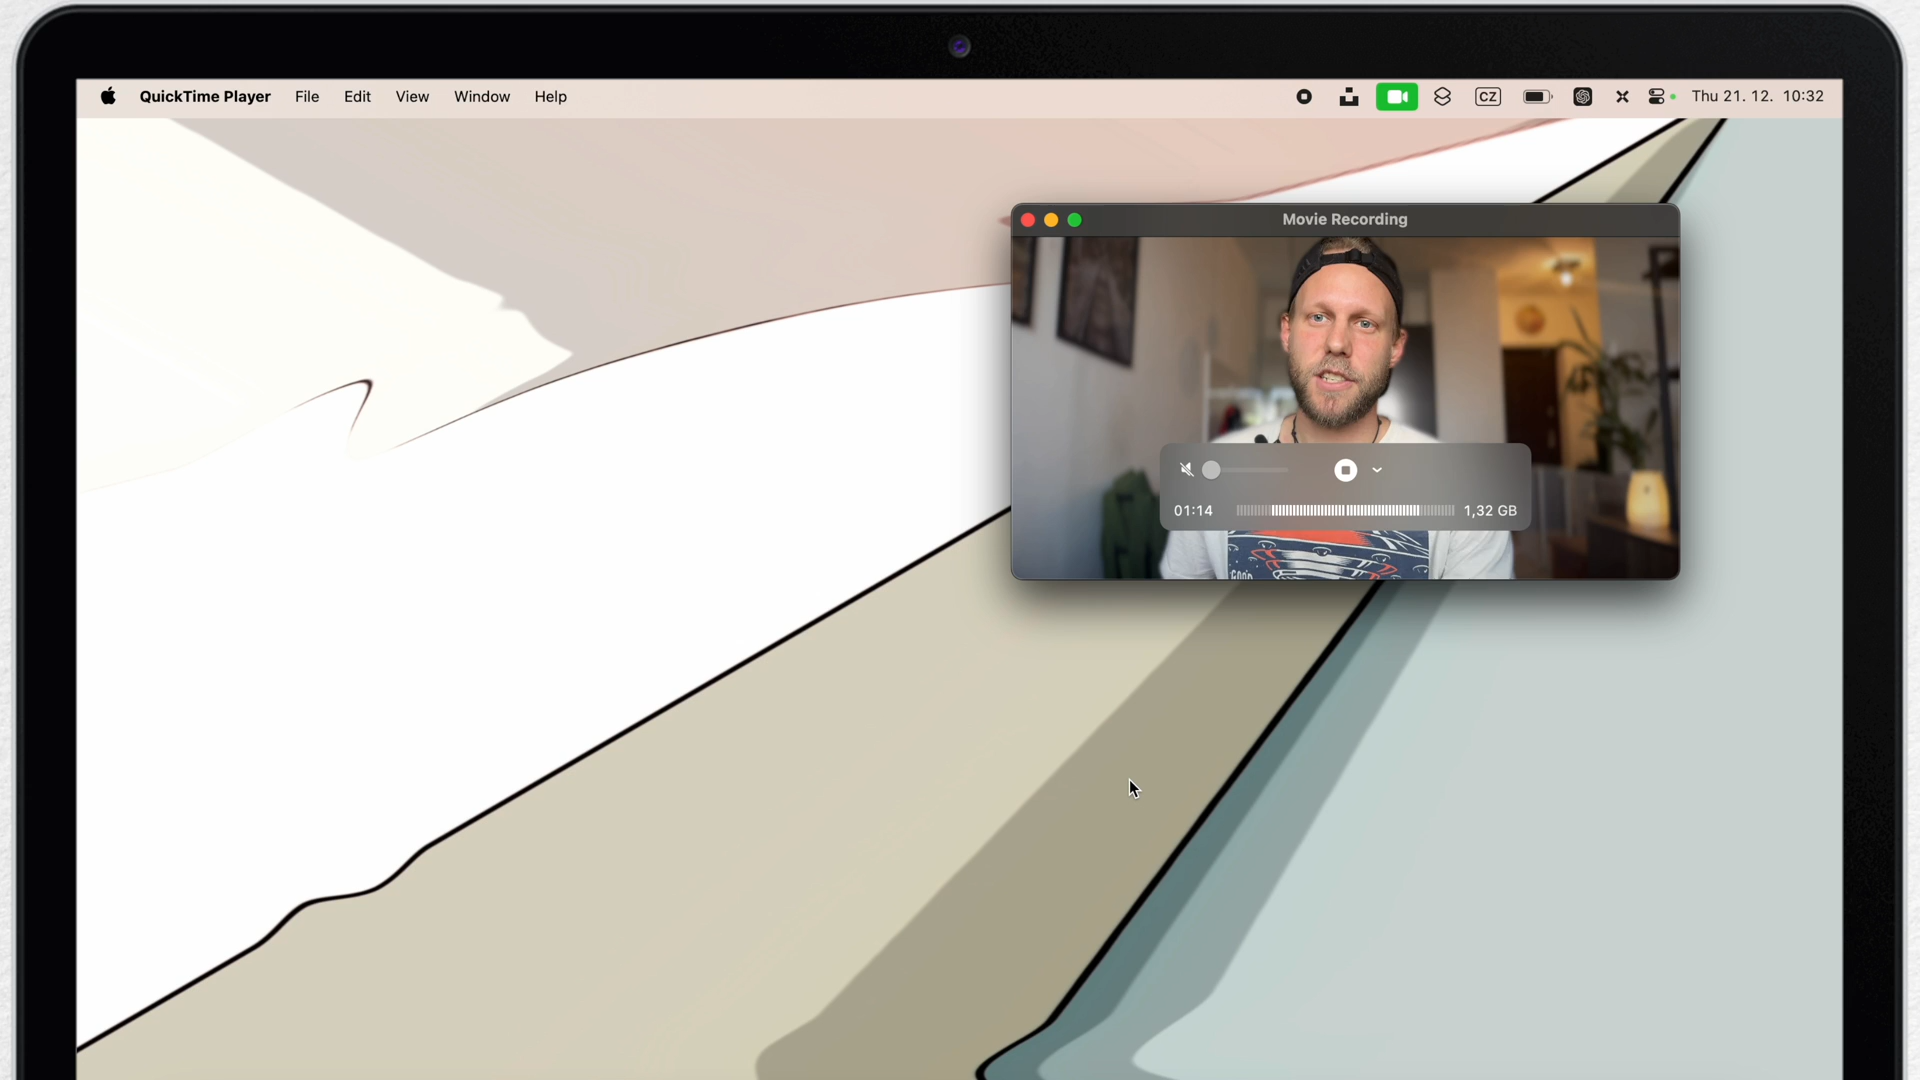 QuickTime Player File Edit View Window Help CZ Thu 21. 12. 10:32
Movie Recording
01:14 1,32 GB